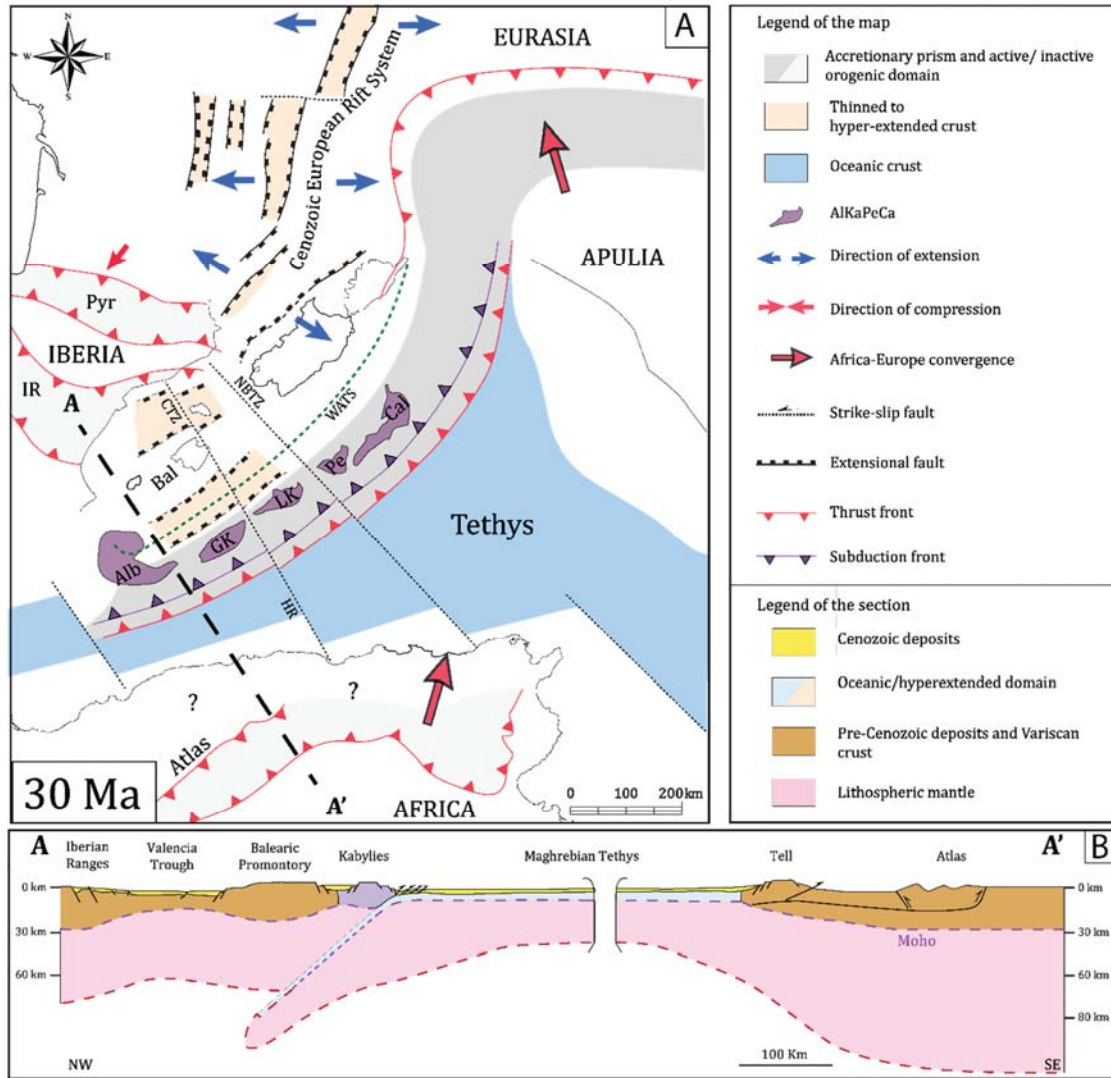 A
N
W
E
S
EURASIA
Cenozoic European Rift System
APULIA
Pyr
IBERIA
IR
A
CTZ
NBTZ
WATS
Bal
Cal
Pe
LK
GK
Alb
HR
Tethys
?
?
Atlas
30 Ma
A'
AFRICA
0 100 200km
Legend of the map
Accretionary prism and active/ inactive
orogenic domain
Thinned to
hyper-extended crust
Oceanic crust
AlKaPeCa
Direction of extension
Direction of compression
Africa-Europe convergence
Strike-slip fault
Extensional fault
Thrust front
Subduction front
Legend of the section
Cenozoic deposits
Oceanic/hyperextended domain
Pre-Cenozoic deposits and Variscan
crust
Lithospheric mantle
A
A'
B
Iberian
Ranges
Valencia
Trough
Balearic
Promontory
Kabylies
Maghrebian Tethys
Tell
Atlas
0 km
30 km
60 km
0 km
40 km
80 km
Moho
100 Km
NW
SE